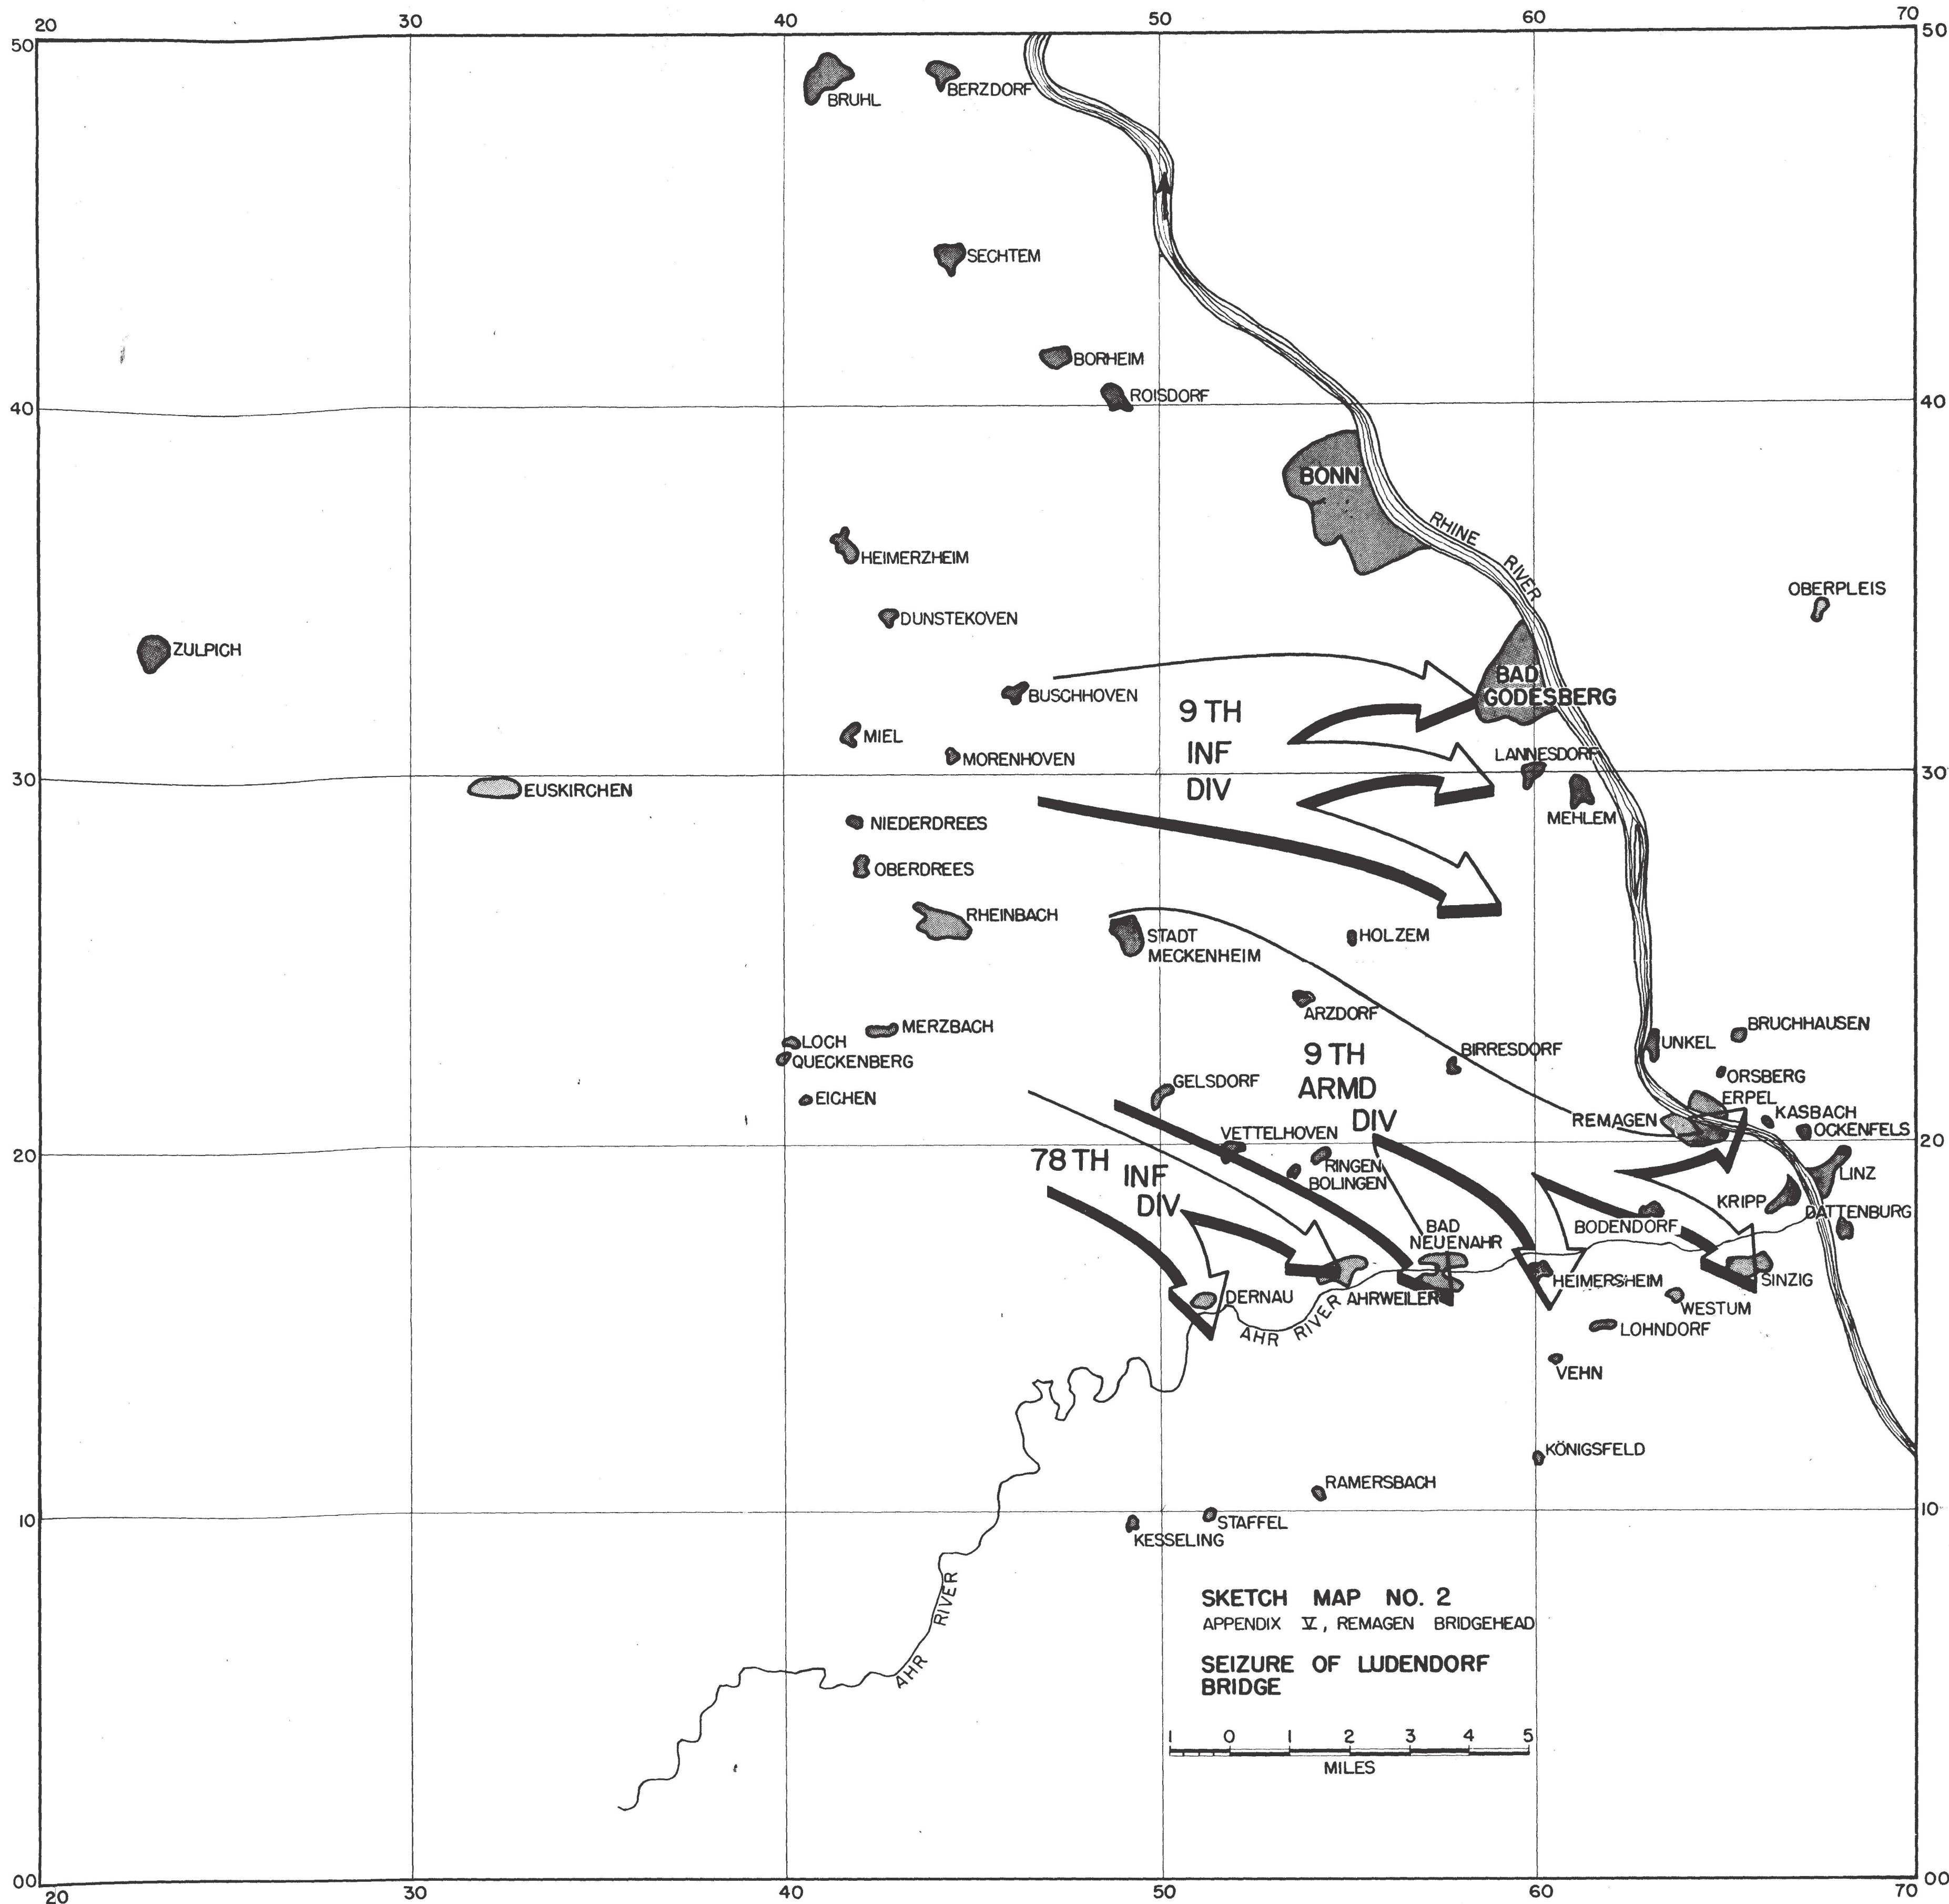 20 30 40 50 60 70
50 50
BRUHL
BERZDORF
SECHTEM
BORHEIM
ROISDORF
40 40
BONN
RHINE RIVER
HEIMERZHEIM
OBERPLEIS
DUNSTEKOVEN
ZULPICH
BAD
GODESBERG
BUSCHHOVEN
9 TH
INF
DIV
MIEL
MORENHOVEN
LANNESDORF
30 30
EUSKIRCHEN
MEHLEM
NIEDERDREES
OBERDREES
RHEINBACH
STADT
MECKENHEIM
HOLZEM
ARZDORF
MERZBACH
BRUCHHAUSEN
LOCH
UNKEL
QUECKENBERG
BIRRESDORF
9 TH
ARMD
DIV
ORSBERG
GELSDORF
EICHEN
ERPEL
KASBACH
REMAGEN
OCKENFELS
VETTELHOVEN
20 20
78 TH
INF
DIV
RINGEN
BOLINGEN
LINZ
KRIPP
DATTENBURG
BODENDORF
BAD
NEUENAHR
HEIMERSHEIM
SINZIG
DERNAU
AHRWEILER
WESTUM
AHR RIVER
LOHNDORF
VEHN
KÖNIGSFELD
RAMERSBACH
10 10
STAFFEL
KESSELING
AHR RIVER
SKETCH MAP NO. 2
APPENDIX V, REMAGEN BRIDGEHEAD
SEIZURE OF LUDENDORF
BRIDGE
1 0 1 2 3 4 5
MILES
00 00
20 30 40 50 60 70